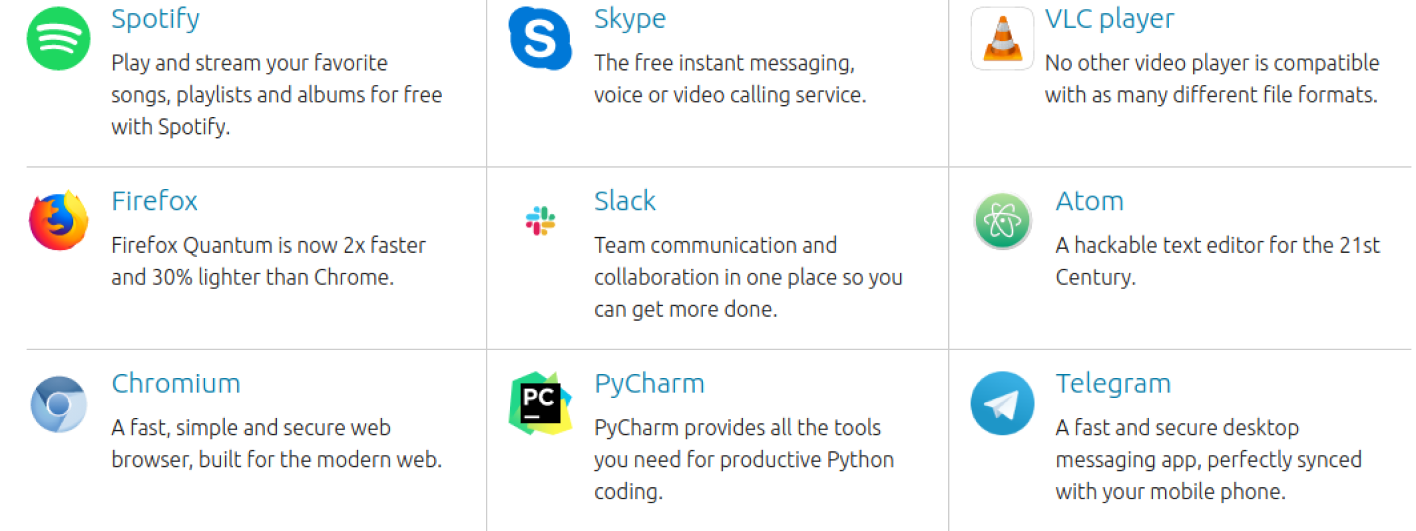 Spotify
Play and stream your favorite
songs, playlists and albums for free
with Spotify.
S
Skype
The free instant messaging,
voice or video calling service.
VLC player
No other video player is compatible
with as many different file formats.
Firefox
Firefox Quantum is now 2x faster
and 30% lighter than Chrome.
Slack
Team communication and
collaboration in one place so you
can get more done.
Atom
A hackable text editor for the 21st
Century.
Chromium
A fast, simple and secure web
browser, built for the modern web.
PC
PyCharm
PyCharm provides all the tools
you need for productive Python
coding.
Telegram
A fast and secure desktop
messaging app, perfectly synced
with your mobile phone.